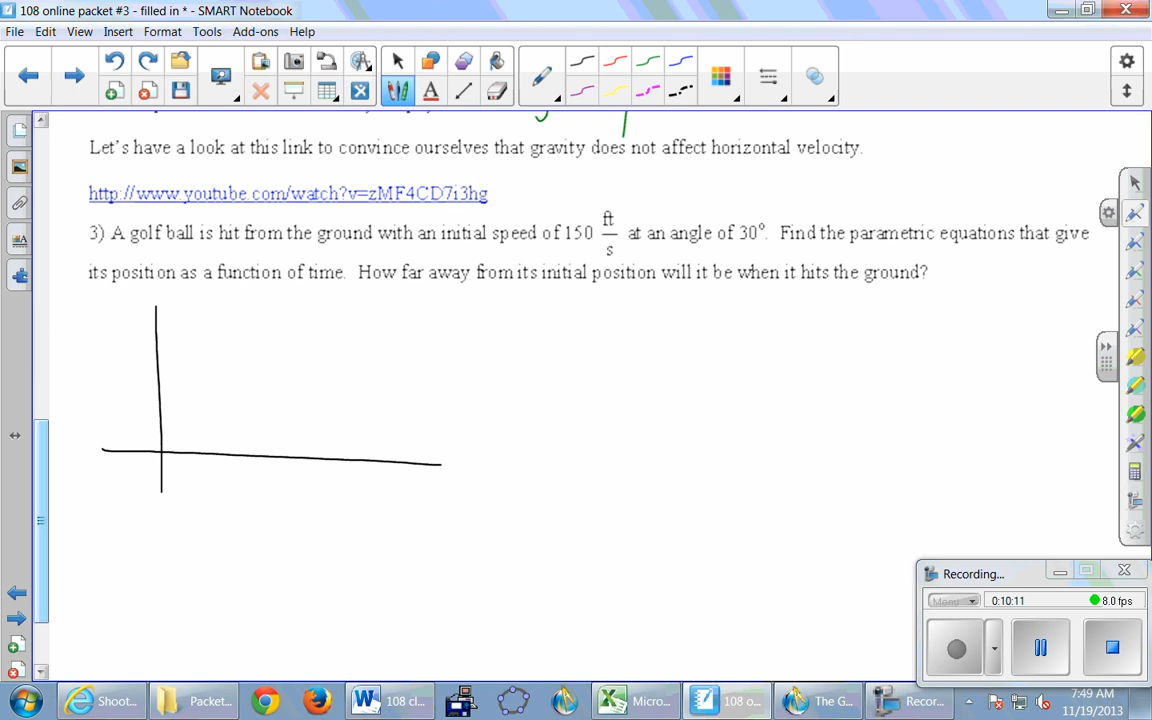 108 online packet #3 - filled in * - SMART Notebook
File Edit View Insert Format Tools Add-ons Help
Let's have a look at this link to convince ourselves that gravity does not affect horizontal velocity.
http://www.youtube.com/watch?v=zMF4CD7i3hg
3) A golf ball is hit from the ground with an initial speed of 150 ft/s at an angle of 30°. Find the parametric equations that give
its position as a function of time. How far away from its initial position will it be when it hits the ground?
Recording...
Menu 0:10:11 8.0 fps
Shoot... Packet... 108 cl... Micro... 108 o... The G... Recor...
7:49 AM
11/19/2013